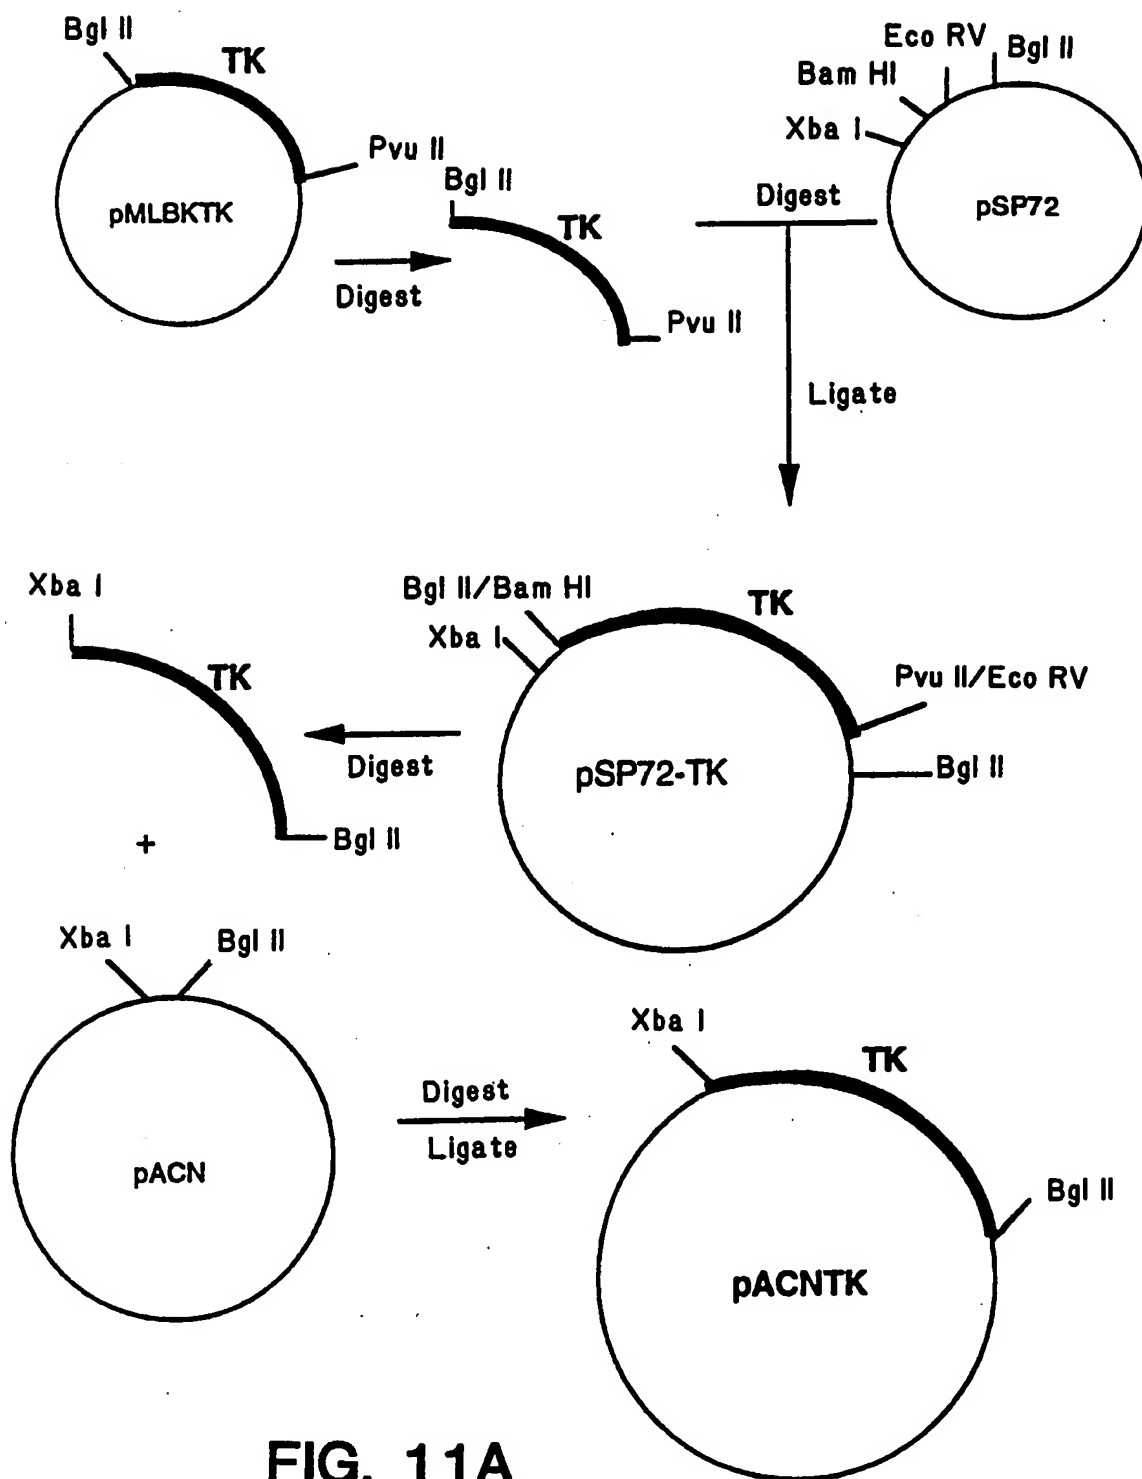 Bgl II
TK
Pvu II
pMLBKTK
Digest
Bgl II
TK
Pvu II
Eco RV
Bgl II
Bam HI
Xba I
pSP72
Digest
Ligate
Xba I
TK
Bgl II
+
Digest
Bgl II/Bam HI
Xba I
TK
Pvu II/Eco RV
Bgl II
pSP72-TK
Xba I
Bgl II
pACN
Digest
Ligate
Xba I
TK
Bgl II
pACNTK
FIG. 11A